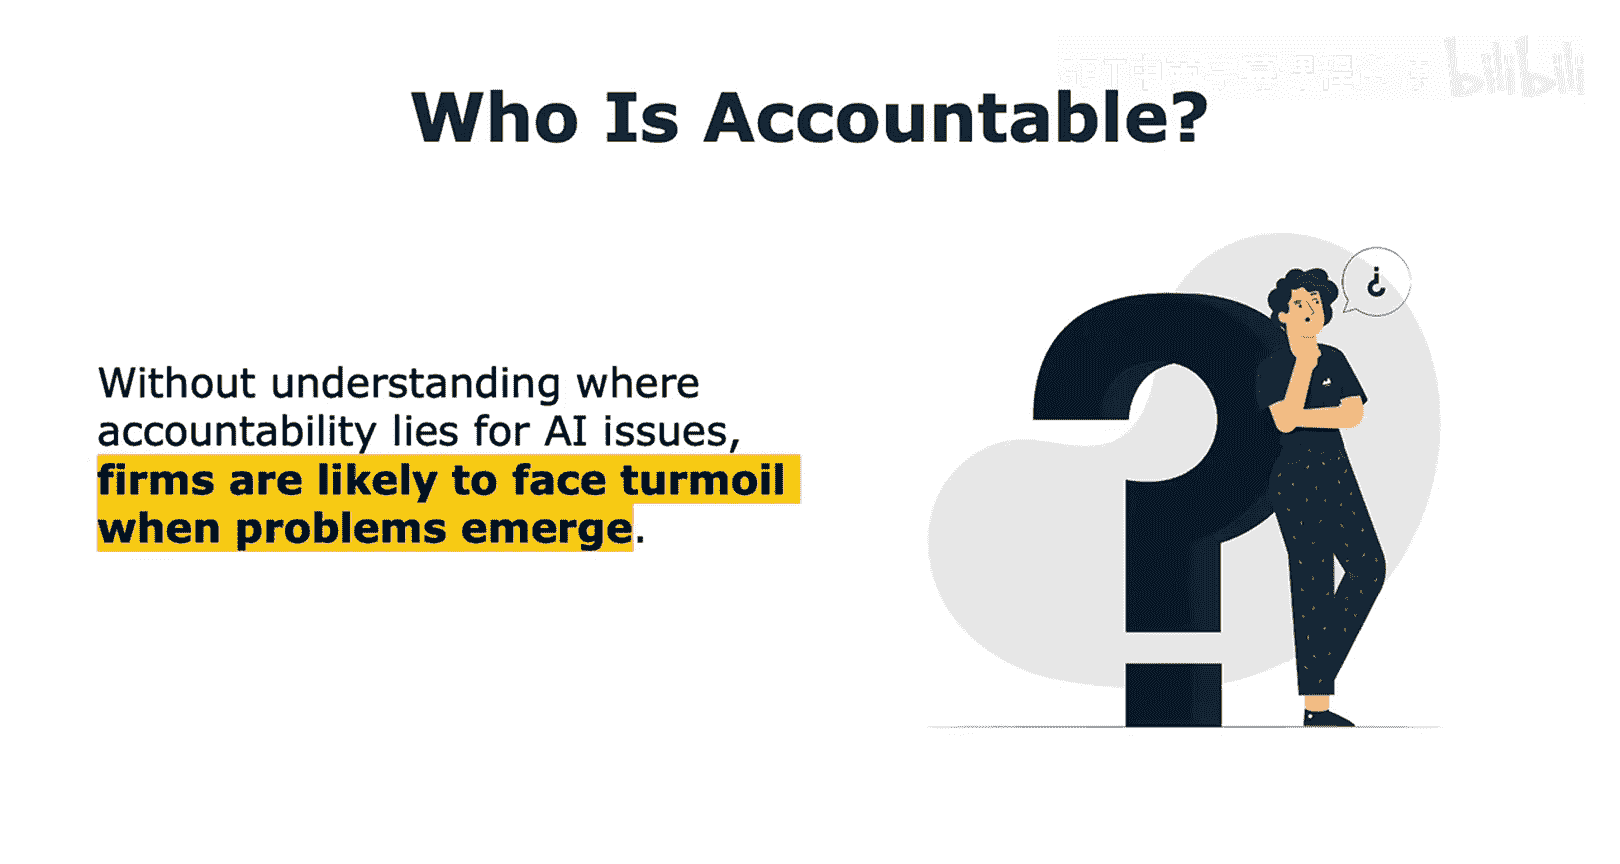 bilibili
Who Is Accountable?
¿
Without understanding where
accountability lies for AI issues,
firms are likely to face turmoil
when problems emerge.